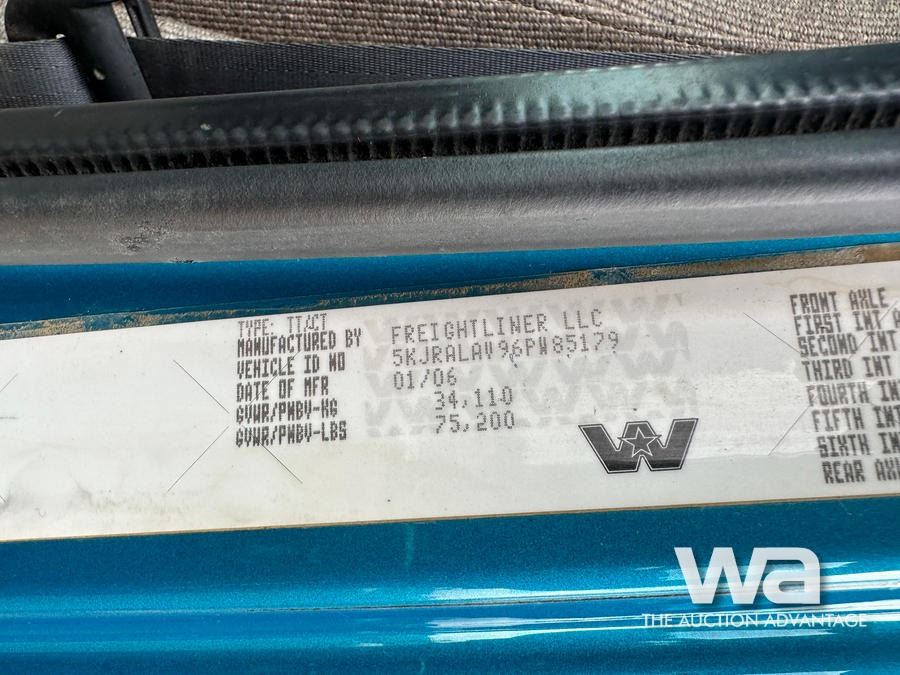 TYPE: TT/CT
MANUFACTURED BY FREIGHTLINER LLC
VEHICLE ID NO 5KJRALAV96PW85179
DATE OF MFR 01/06
GVWR/PNBV-KG 34,110
GVWR/PNBV-LBS 75,200
W
FRONT AXLE
FIRST INT A
SECOND INT
THIRD INT
FOURTH INT
FIFTH INT
SIXTH IN
REAR AX
wa
THE AUCTION ADVANTAGE